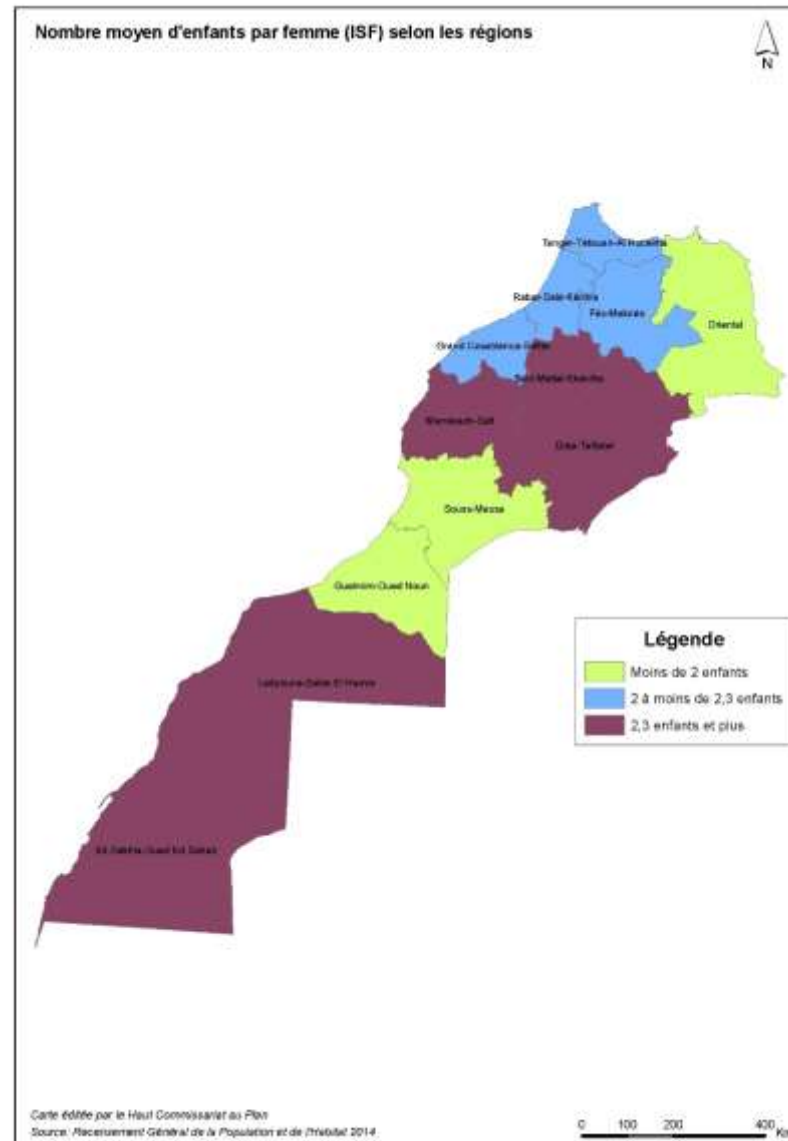 Nombre moyen d'enfants par femme (ISF) selon les régions
N
Tanger-Tétouan-Al Hoceima
Rabat-Salé-Kénitra
Fès-Meknès
Oriental
Grand Casablanca-Settat
Béni Mellal-Khénifra
Marrakech-Safi
Drâa-Tafilalet
Souss-Massa
Guelmim-Oued Noun
Légende
Moins de 2 enfants
2 à moins de 2,3 enfants
2,3 enfants et plus
Laâyoune-Sakia El Hamra
Ed-Dakhla-Oued Ed Dahab
Carte éditée par le Haut Commissariat au Plan
Source: Recensement Général de la Population et de l'Habitat 2014
0 100 200 400
Km